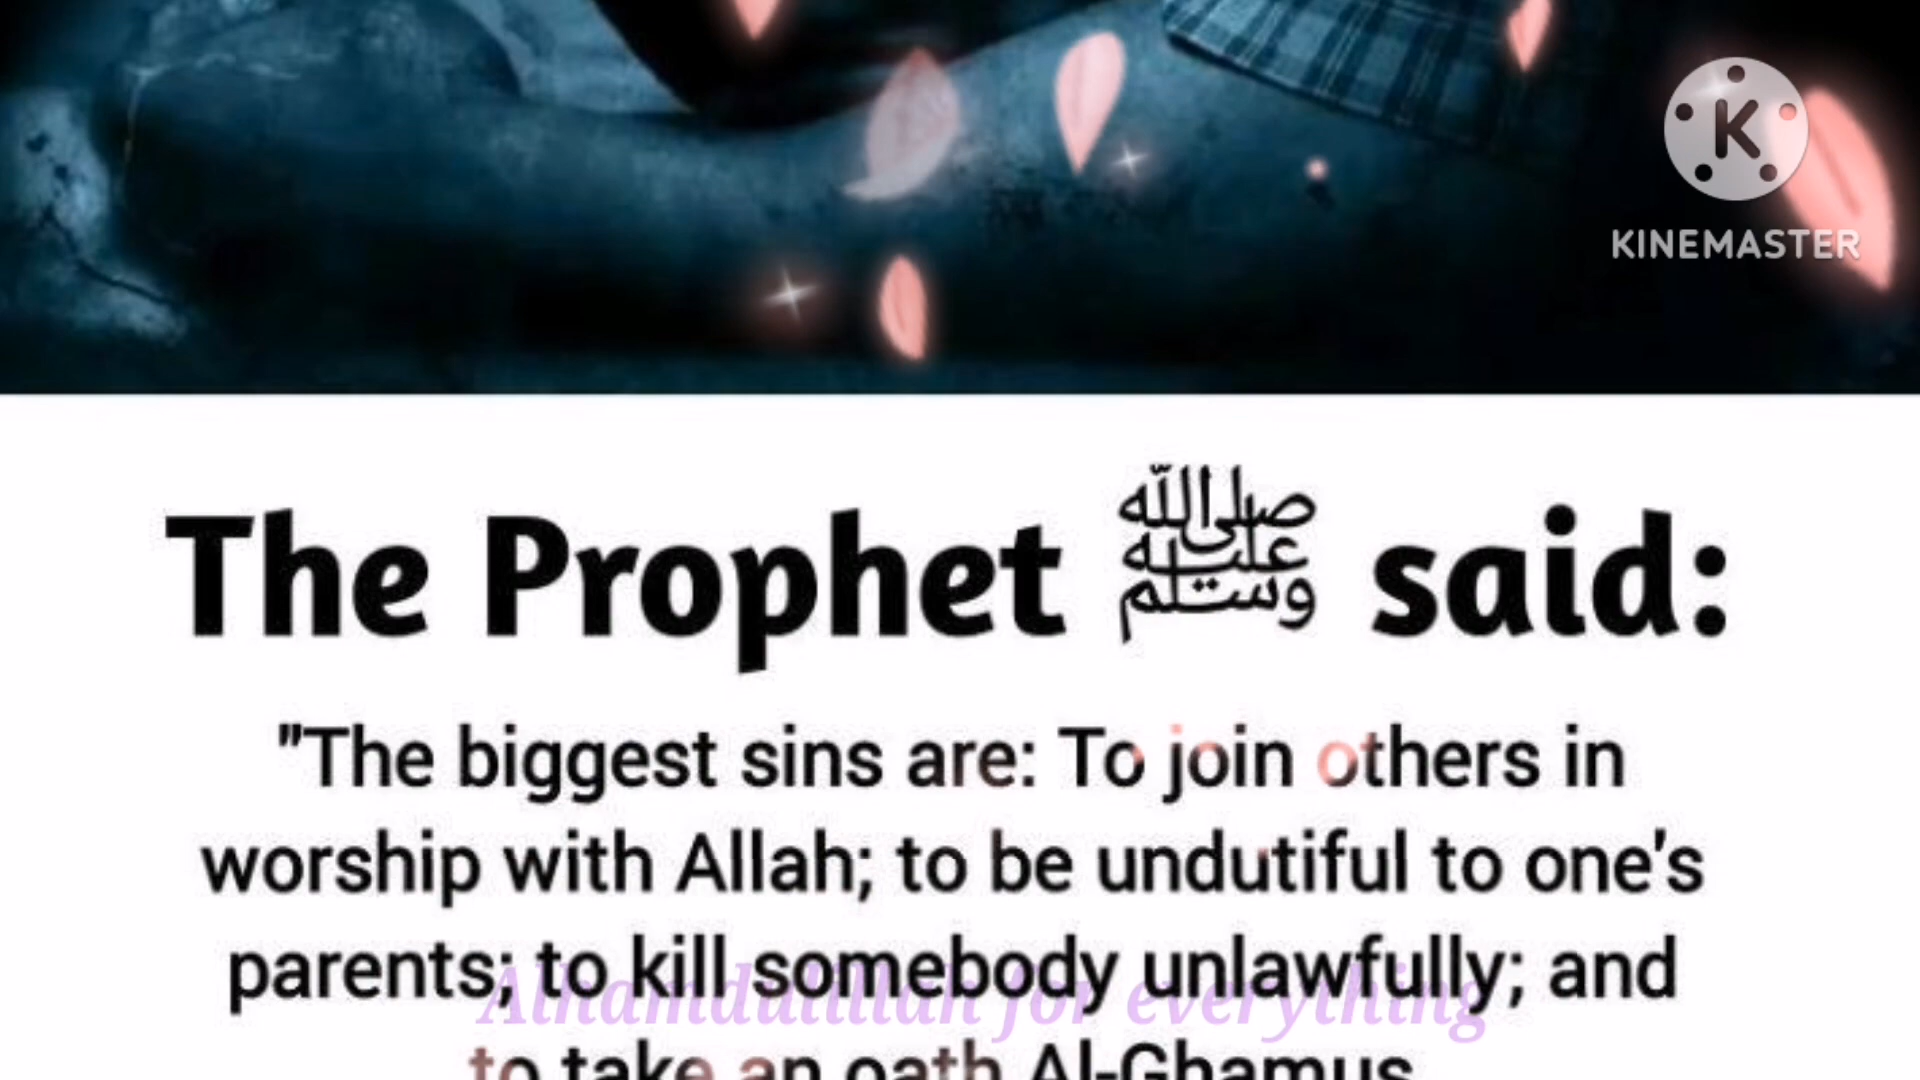 K
KINEMASTER
The Prophet ﷺ said:
"The biggest sins are: To join others in
worship with Allah; to be undutiful to one's
parents; to kill somebody unlawfully; and
Alhamdulillah for everything
to take an oath Al-Ghamus